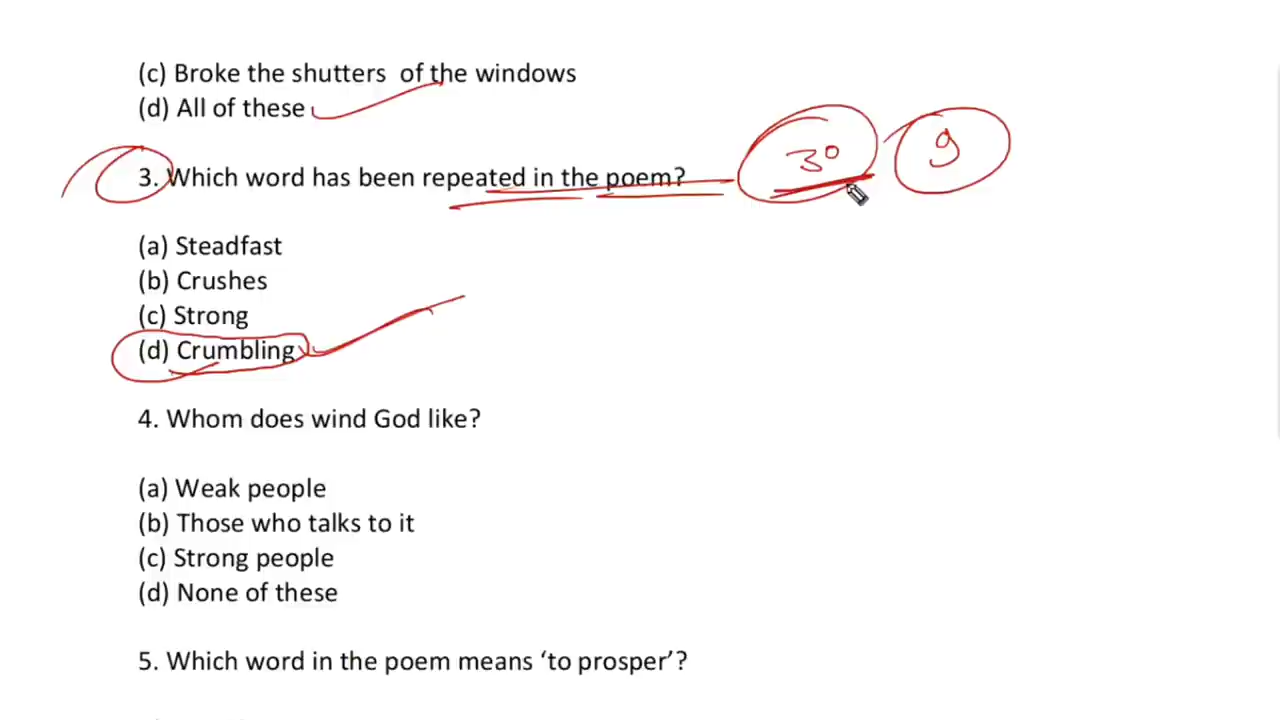 (c) Broke the shutters of the windows
(d) All of these
3. Which word has been repeated in the poem? 30 9
(a) Steadfast
(b) Crushes
(c) Strong
(d) Crumbling
4. Whom does wind God like?
(a) Weak people
(b) Those who talks to it
(c) Strong people
(d) None of these
5. Which word in the poem means ‘to prosper’?